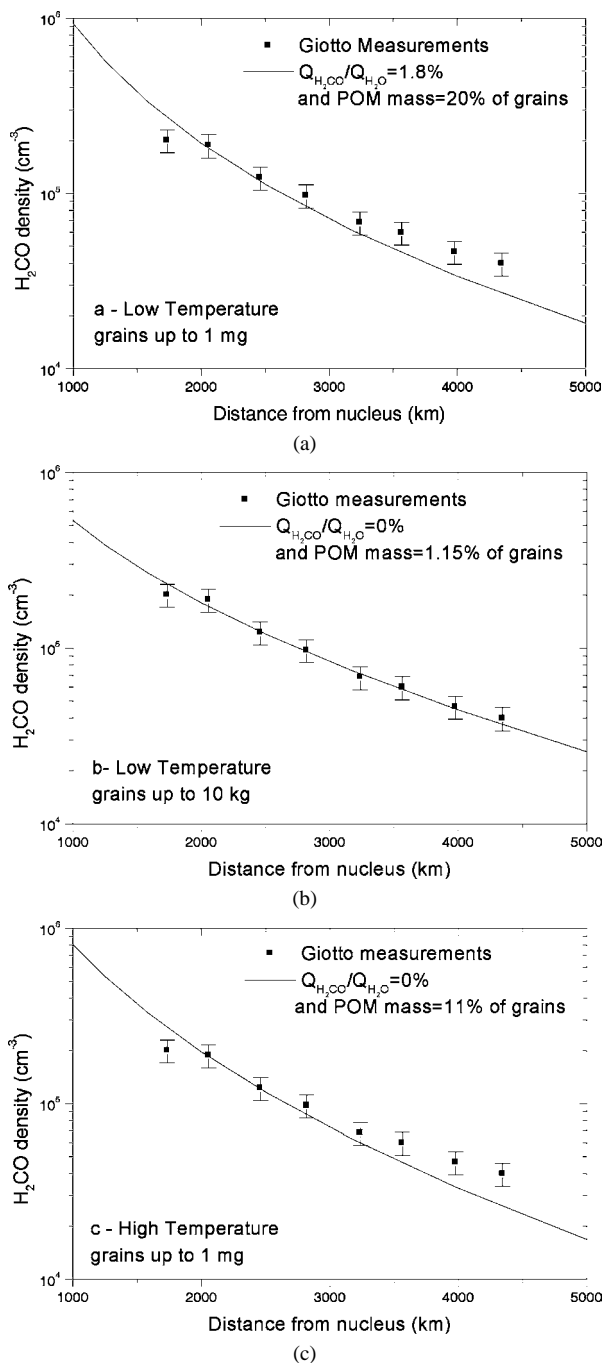 10⁶
Giotto Measurements
Q_H₂CO/Q_H₂O=1.8%
and POM mass=20% of grains
H₂CO density (cm⁻³)
10⁵
a - Low Temperature
grains up to 1 mg
10⁴
1000 2000 3000 4000 5000
Distance from nucleus (km)
(a)
10⁶
Giotto measurements
Q_H₂CO/Q_H₂O=0%
and POM mass=1.15% of grains
H₂CO density (cm⁻³)
10⁵
b- Low Temperature
grains up to 10 kg
10⁴
1000 2000 3000 4000 5000
Distance from nucleus (km)
(b)
10⁶
Giotto measurements
Q_H₂CO/Q_H₂O=0%
and POM mass=11% of grains
H₂CO density (cm⁻³)
10⁵
c - High Temperature
grains up to 1 mg
10⁴
1000 2000 3000 4000 5000
Distance from nucleus (km)
(c)